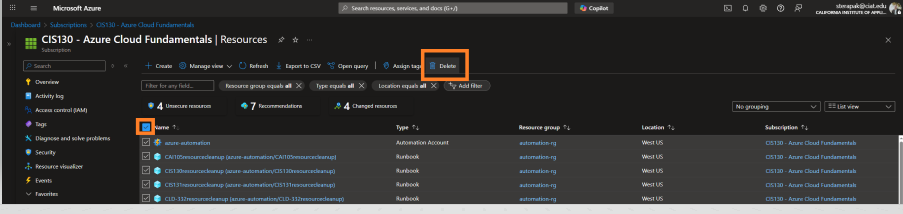 Microsoft Azure
Search resources, services, and docs (G+/)
Copilot
sterapak@ciat.edu
CALIFORNIA INSTITUTE OF APPLI...
Dashboard > Subscriptions > CIS130 - Azure Cloud Fundamentals
CIS130 - Azure Cloud Fundamentals | Resources
Subscription
Search
Overview
Activity log
Access control (IAM)
Tags
Diagnose and solve problems
Security
Resource visualizer
Events
Favorites
Create
Manage view
Refresh
Export to CSV
Open query
Assign tags
Delete
Filter for any field...
Resource group equals all
Type equals all
Location equals all
Add filter
4 Unsecure resources
7 Recommendations
4 Changed resources
No grouping
List view
Name
Type
Resource group
Location
Subscription
azure-automation
Automation Account
automation-rg
West US
CIS130 - Azure Cloud Fundamentals
CAI105resourcecleanup (azure-automation/CAI105resourcecleanup)
Runbook
automation-rg
West US
CIS130 - Azure Cloud Fundamentals
CIS130resourcecleanup (azure-automation/CIS130resourcecleanup)
Runbook
automation-rg
West US
CIS130 - Azure Cloud Fundamentals
CIS131resourcecleanup (azure-automation/CIS131resourcecleanup)
Runbook
automation-rg
West US
CIS130 - Azure Cloud Fundamentals
CLD-332resourcecleanup (azure-automation/CLD-332resourcecleanup)
Runbook
automation-rg
West US
CIS130 - Azure Cloud Fundamentals